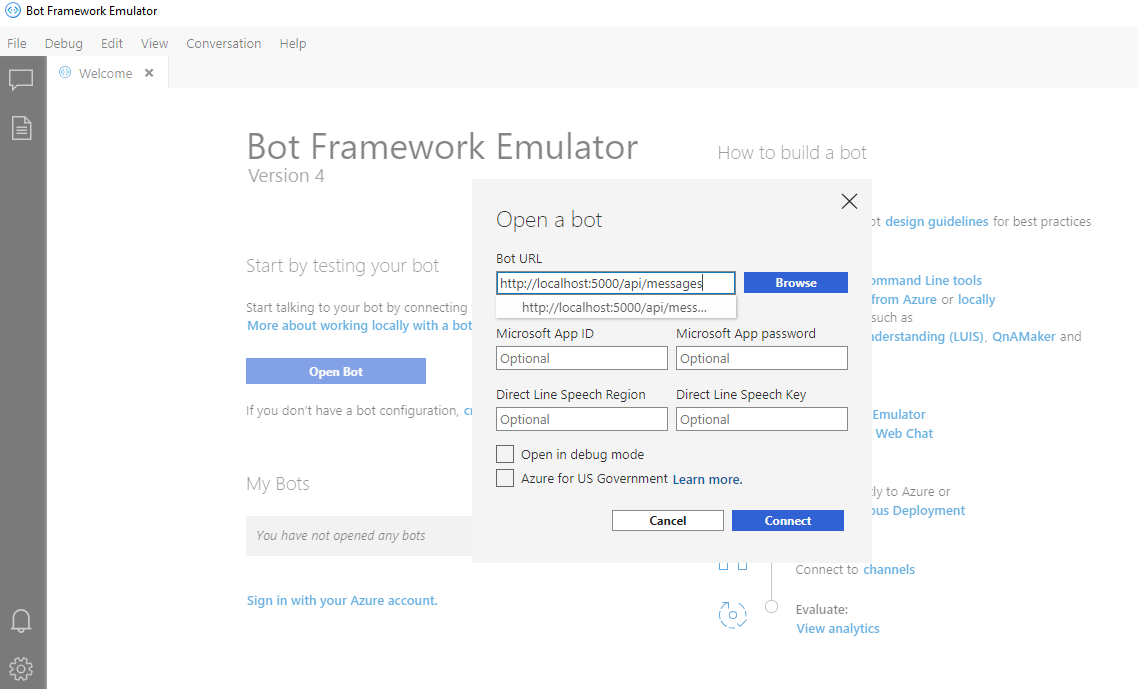 Bot Framework Emulator
File Debug Edit View Conversation Help
Welcome
Bot Framework Emulator
Version 4
How to build a bot
Start by testing your bot
Start talking to your bot by connecting
More about working locally with a bot
Open Bot
If you don't have a bot configuration,
My Bots
You have not opened any bots
Sign in with your Azure account.
Open a bot
Bot URL
http://localhost:5000/api/messages
Browse
http://localhost:5000/api/mess...
Microsoft App ID Microsoft App password
Optional Optional
Direct Line Speech Region Direct Line Speech Key
Optional Optional
Open in debug mode
Azure for US Government Learn more.
Cancel Connect
design guidelines for best practices
Line tools
from Azure or locally
such as
(LUIS), QnAMaker and
Emulator
Web Chat
to Azure or
Deployment
Connect to channels
Evaluate:
View analytics